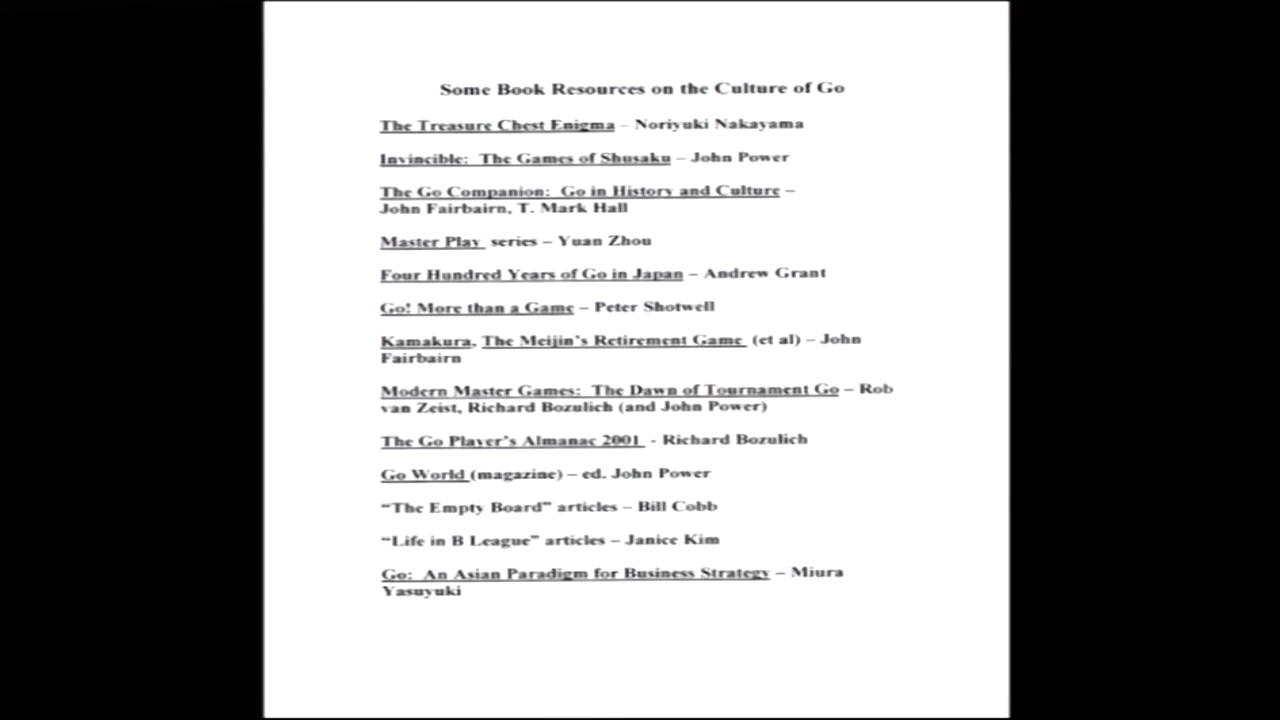 Some Book Resources on the Culture of Go
The Treasure Chest Enigma – Noriyuki Nakayama
Invincible:  The Games of Shusaku – John Power
The Go Companion:  Go in History and Culture –
John Fairbairn, T. Mark Hall
Master Play  series – Yuan Zhou
Four Hundred Years of Go in Japan – Andrew Grant
Go! More than a Game – Peter Shotwell
Kamakura, The Meijin's Retirement Game  (et al) – John
Fairbairn
Modern Master Games:  The Dawn of Tournament Go – Rob
van Zeist, Richard Bozulich (and John Power)
The Go Player's Almanac 2001  - Richard Bozulich
Go World (magazine) – ed. John Power
“The Empty Board” articles – Bill Cobb
“Life in B League” articles – Janice Kim
Go:  An Asian Paradigm for Business Strategy – Miura
Yasuyuki